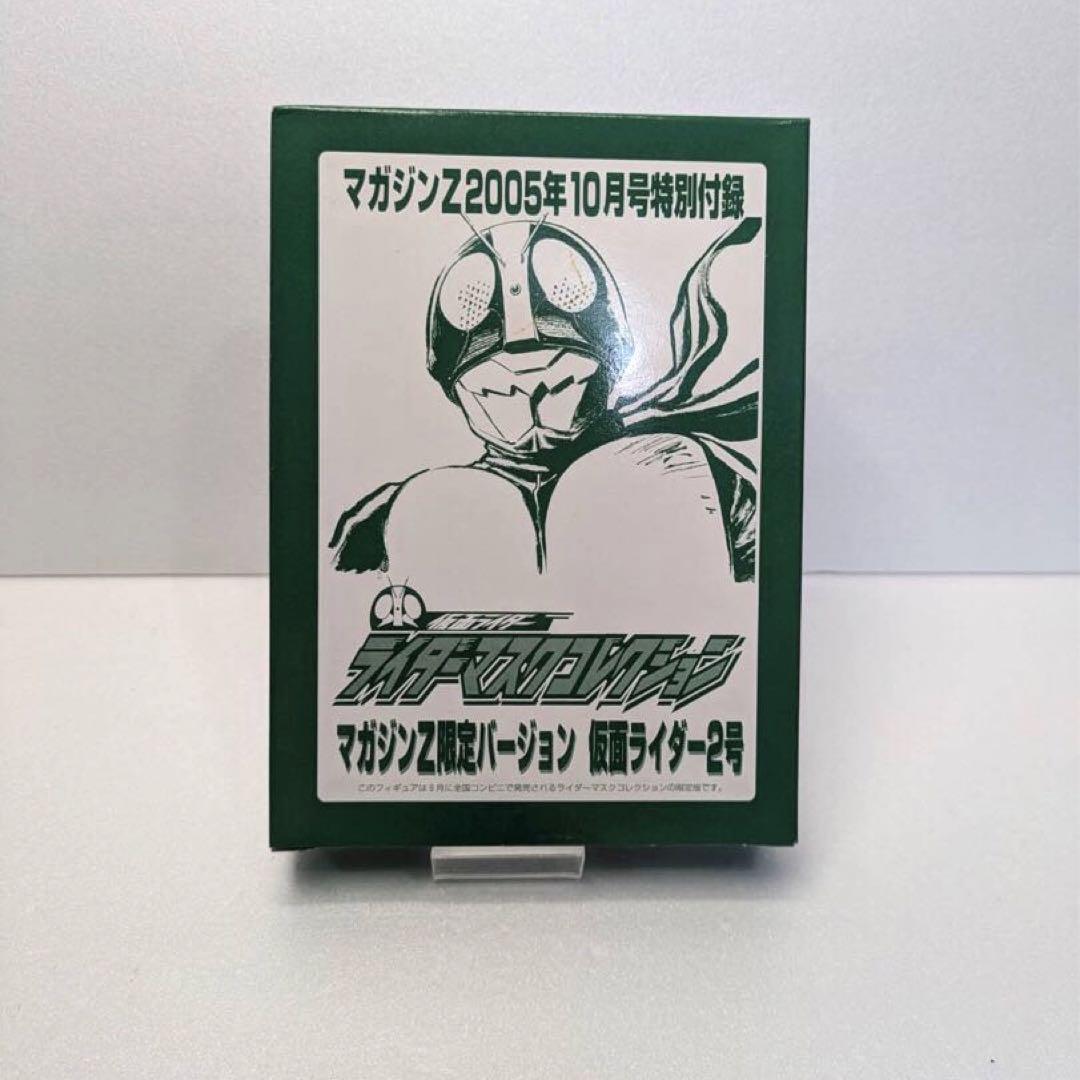 マガジンZ2005年10月号特別付録
仮面ライダー
ライダーマスクコレクション
マガジンZ限定バージョン 仮面ライダー2号
このフィギュアは9月に全国コンビニで発売されるライダーマスクコレクションの限定版です。